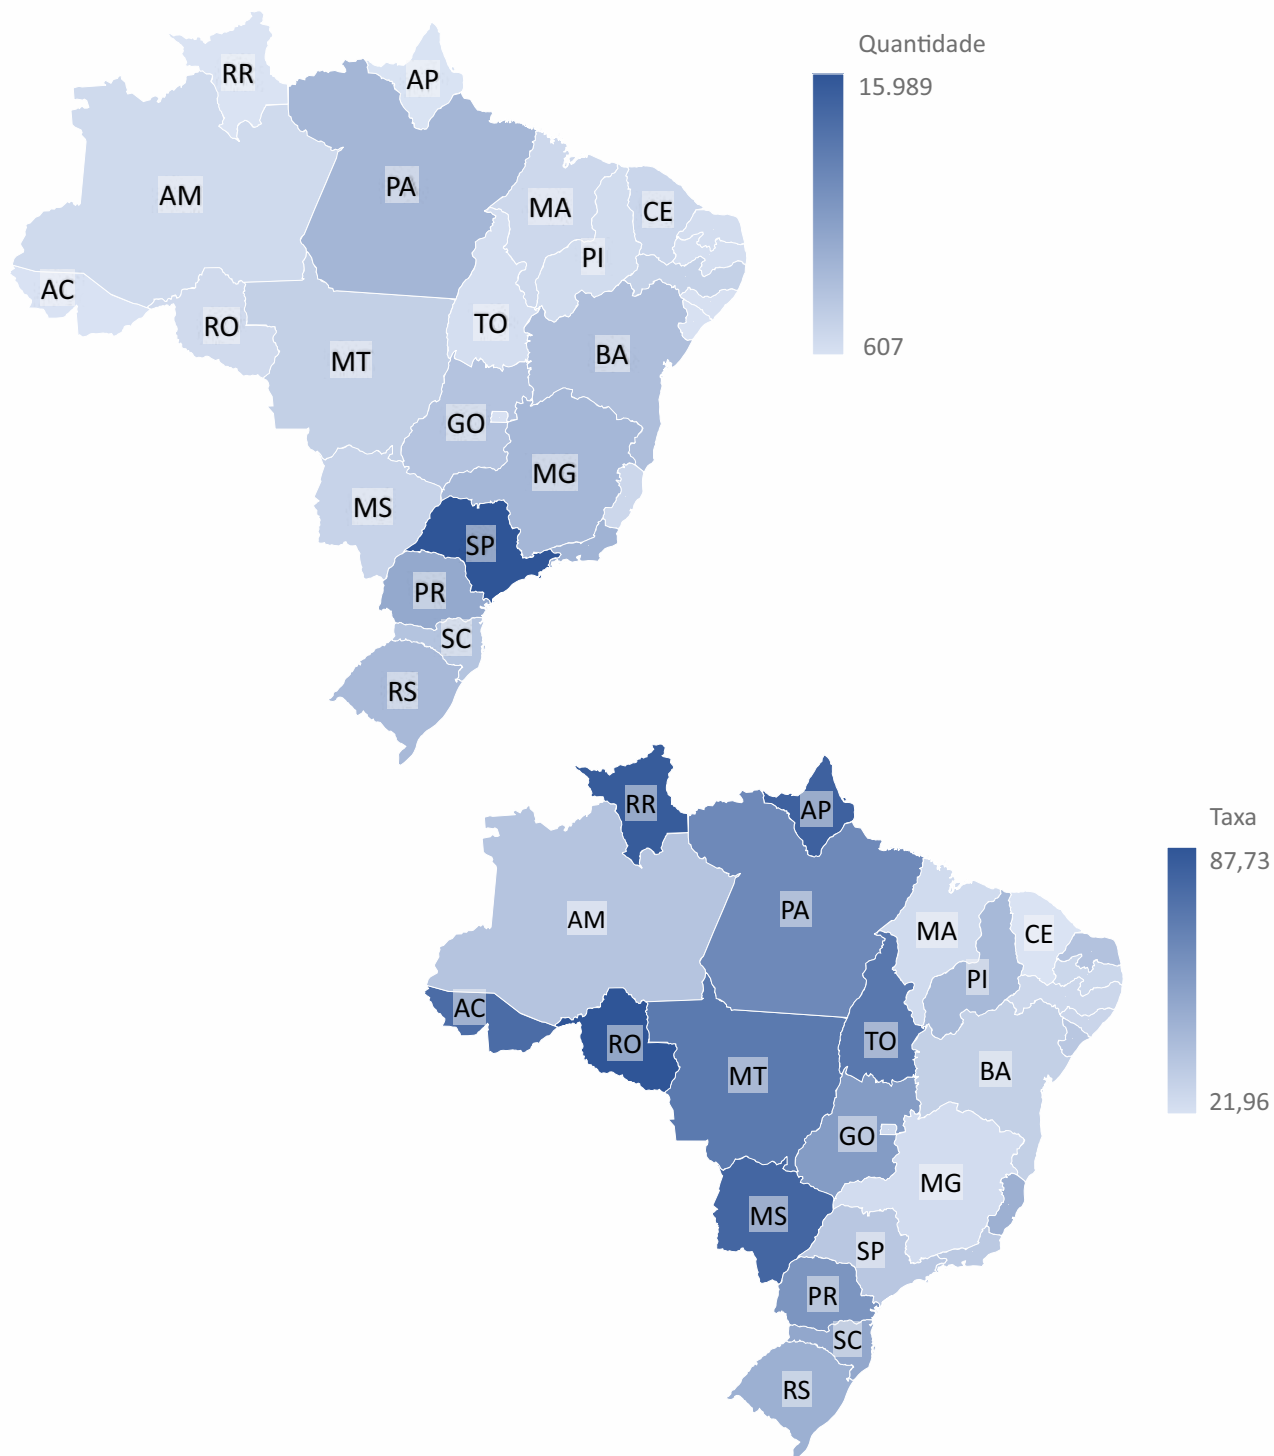 Quantidade
15.989
607
RR
AP
AM
PA
MA
CE
PI
AC
RO
TO
MT
BA
GO
MG
MS
SP
PR
SC
RS
Taxa
87,73
21,96
RR
AP
AM
PA
MA
CE
PI
AC
RO
TO
MT
BA
GO
MG
MS
SP
PR
SC
RS